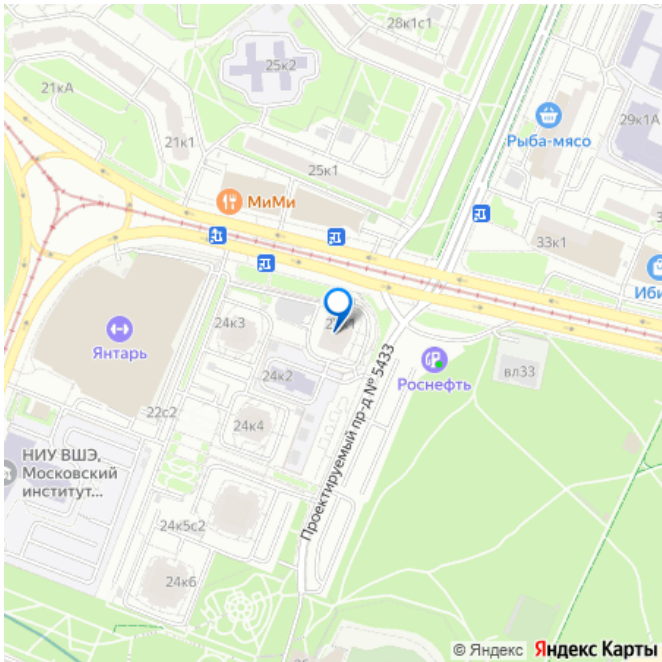 28к1с1
25к2
21кА
29к1А
Рыба-мясо
21к1
25к1
МиМи
33к1
Иби
24к3
Янтарь
Проектируемый пр-д № 5433
Роснефть
вл33
24к2
22с2
24к4
НИУ ВШЭ,
Московский
институт...
24к5с2
24к6
© Яндекс Яндекс Карты